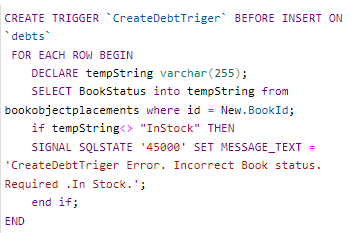 CREATE TRIGGER `CreateDebtTriger` BEFORE INSERT ON
`debts`
FOR EACH ROW BEGIN
DECLARE tempString varchar(255);
SELECT BookStatus into tempString from
bookobjectplacements where id = New.BookId;
if tempString<> "InStock" THEN
SIGNAL SQLSTATE '45000' SET MESSAGE_TEXT =
'CreateDebtTriger Error. Incorrect Book status.
Required .In Stock.';
end if;
END